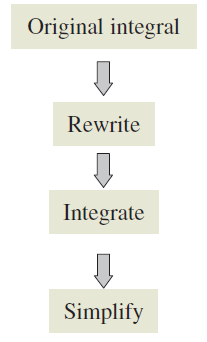 Original integral
Rewrite
Integrate
Simplify